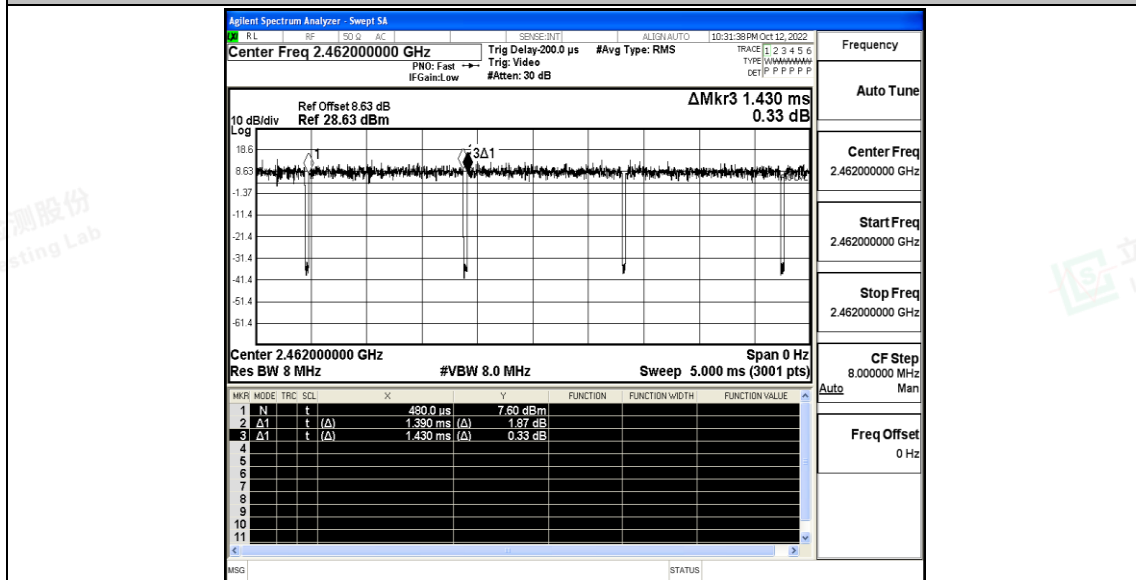 Agilent Spectrum Analyzer - Swept SA
RL RF 50 Ω AC SENSE:INT ALIGN AUTO 10:31:38 PM Oct 12, 2022
Center Freq 2.462000000 GHz
PNO: Fast
IFGain:Low
Trig Delay-200.0 µs
Trig: Video
#Atten: 30 dB
#Avg Type: RMS
TRACE 1 2 3 4 5 6
TYPE
DET P P P P P P
Frequency
Auto Tune
Center Freq
2.462000000 GHz
Start Freq
2.462000000 GHz
Stop Freq
2.462000000 GHz
CF Step
8.000000 MHz
Auto Man
Freq Offset
0 Hz
ΔMkr3 1.430 ms
0.33 dB
Ref Offset 8.63 dB
10 dB/div Ref 28.63 dBm
Log
18.6
8.63
-1.37
-11.4
-21.4
-31.4
-41.4
-51.4
-61.4
1
3Δ1
Center 2.462000000 GHz Span 0 Hz
Res BW 8 MHz #VBW 8.0 MHz Sweep 5.000 ms (3001 pts)
MKR MODE TRC SCL X Y FUNCTION FUNCTION WIDTH FUNCTION VALUE
1 N t 480.0 µs 7.60 dBm
2 Δ1 t (Δ) 1.390 ms (Δ) 1.87 dB
3 Δ1 t (Δ) 1.430 ms (Δ) 0.33 dB
4
5
6
7
8
9
10
11
MSG STATUS
测股份
sting Lab
立